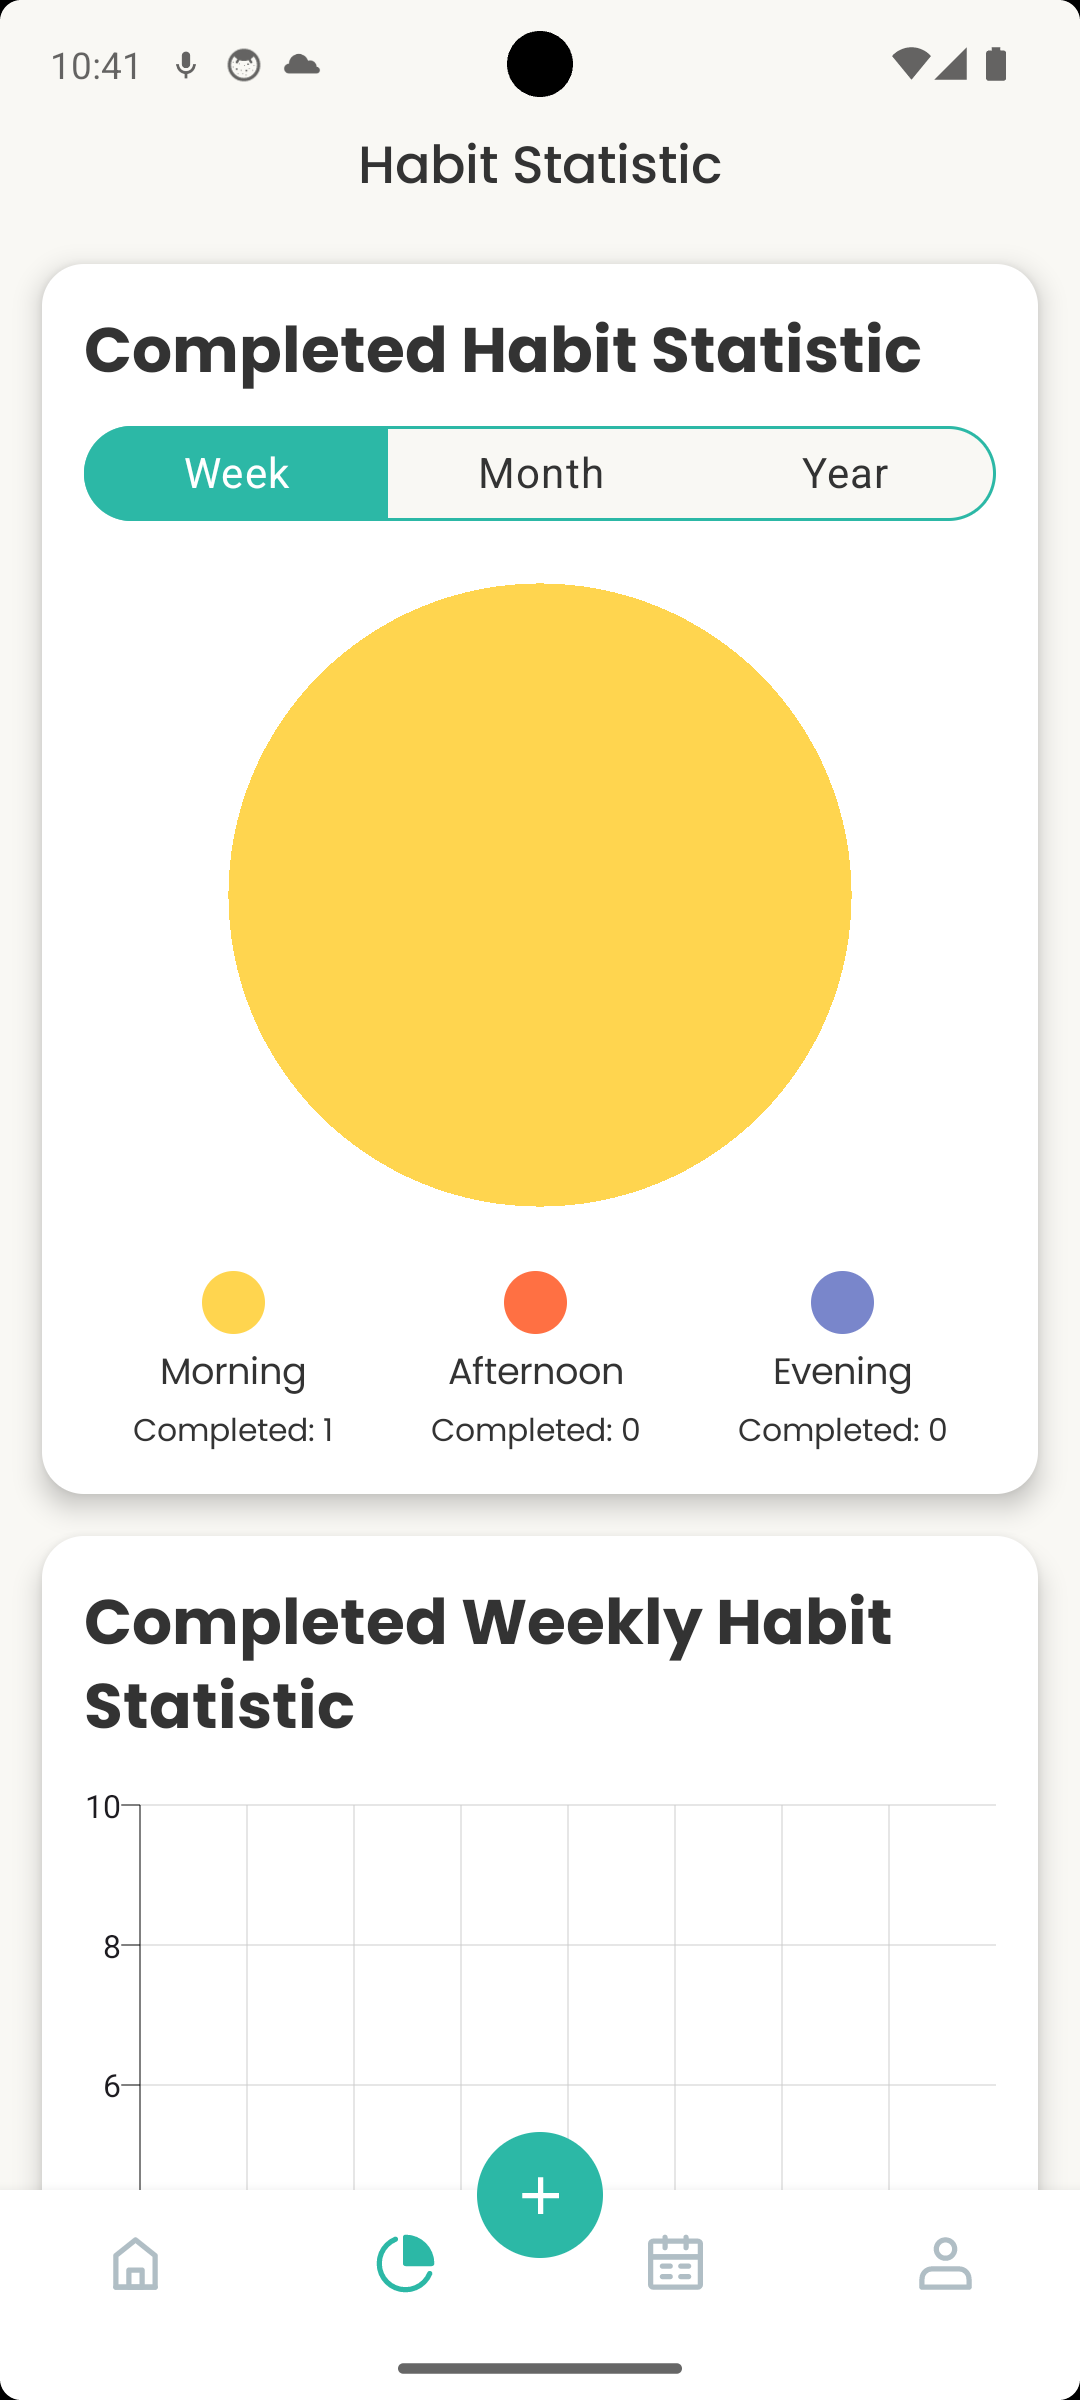 10:41
Habit Statistic
Completed Habit Statistic
Week Month Year
Morning Afternoon Evening
Completed: 1 Completed: 0 Completed: 0
Completed Weekly Habit
Statistic
10
8
6
+